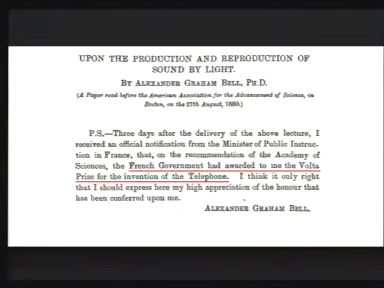 UPON THE PRODUCTION AND REPRODUCTION OF
SOUND BY LIGHT.
BY ALEXANDER GRAHAM BELL, PH.D.
(A Paper read before the American Association for the Advancement of Science, in
Boston, on the 27th August, 1880.)
P.S.—Three days after the delivery of the above lecture, I
received an official notification from the Minister of Public Instruc-
tion in France, that, on the recommendation of the Academy of
Sciences, the French Government had awarded to me the Volta
Prize for the invention of the Telephone. I think it only right
that I should express here my high appreciation of the honour that
has been conferred upon me.
ALEXANDER GRAHAM BELL.